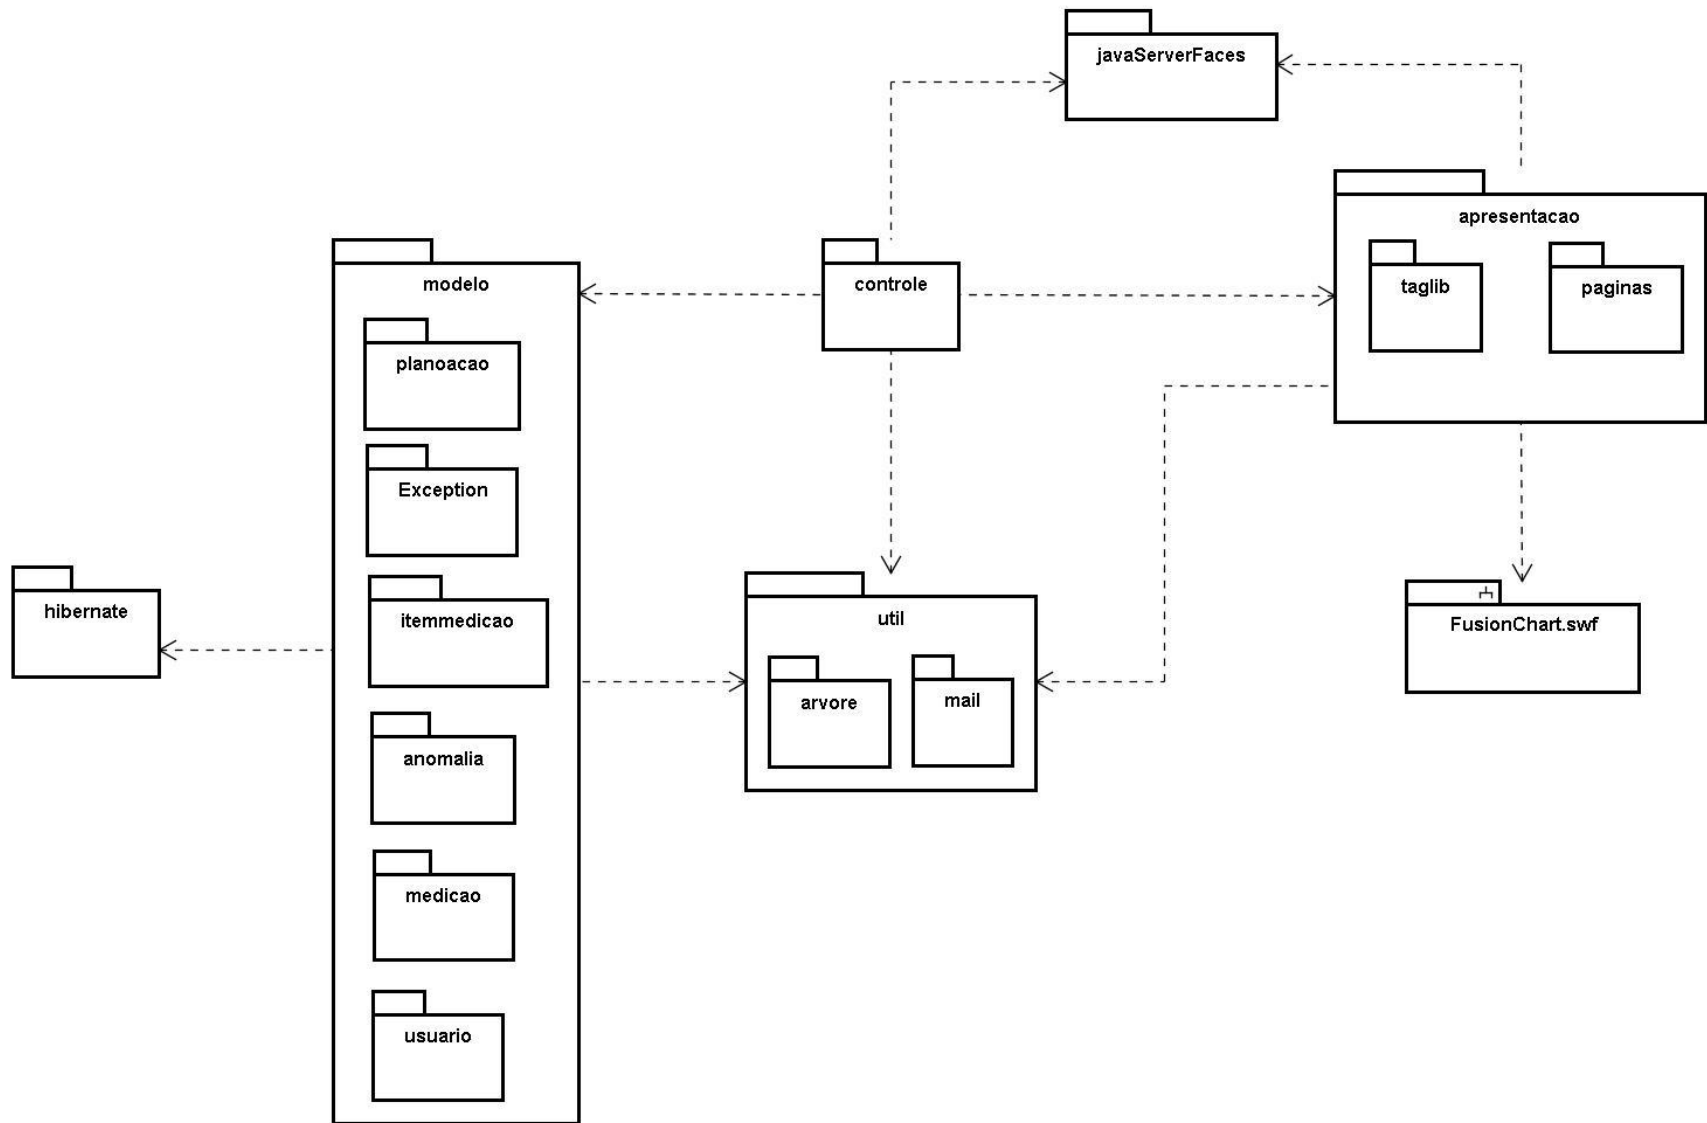 javaServerFaces
apresentacao
taglib
paginas
modelo
controle
planoacao
Exception
hibernate
itemmedicao
util
FusionChart.swf
arvore
mail
anomalia
medicao
usuario